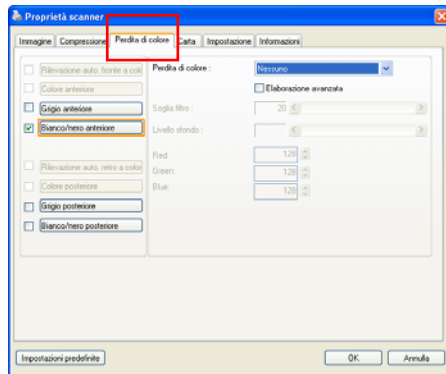 Proprietà scanner
Immagine Compressione Perdita di colore Carta Impostazione Informazioni
Rilevazione auto. fronte a colo
Colore anteriore
Grigio anteriore
Bianco/nero anteriore
Rilevazione auto. retro a color
Colore posteriore
Grigio posteriore
Bianco/nero posteriore
Perdita di colore : Nessuno
Elaborazione avanzata
Soglia filtro : 20
Livello sfondo :
Red: 128
Green: 128
Blue: 128
Impostazioni predefinite OK Annulla